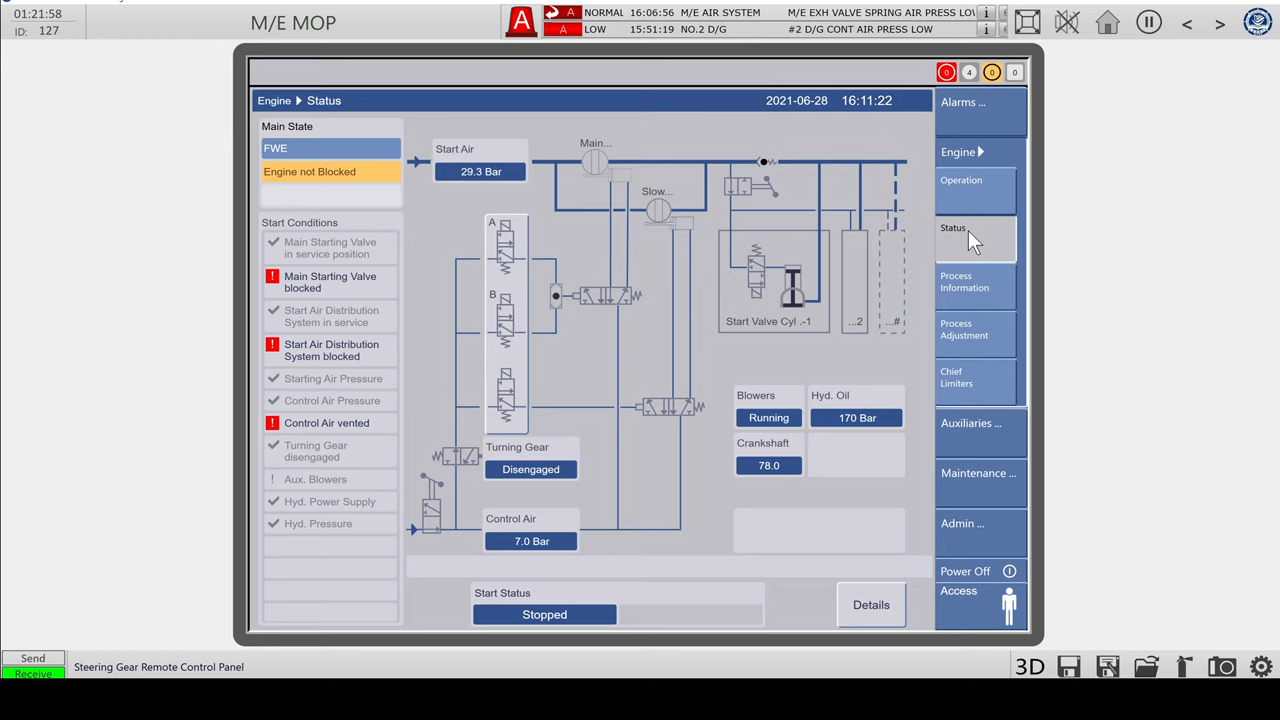 01:21:58
ID: 127
M/E MOP
A
A NORMAL 16:06:56 M/E AIR SYSTEM M/E EXH VALVE SPRING AIR PRESS LOW
A LOW 15:51:19 NO.2 D/G #2 D/G CONT AIR PRESS LOW
0 4 0 0
Engine Status 2021-06-28 16:11:22
Main State
FWE
Engine not Blocked
Start Conditions
Main Starting Valve
in service position
Main Starting Valve
blocked
Start Air Distribution
System in service
Start Air Distribution
System blocked
Starting Air Pressure
Control Air Pressure
Control Air vented
Turning Gear
disengaged
Aux. Blowers
Hyd. Power Supply
Hyd. Pressure
Start Air
29.3 Bar
Main...
Slow...
A
B
Start Valve Cyl .-1
...2
...#
Turning Gear
Disengaged
Control Air
7.0 Bar
Blowers
Running
Hyd. Oil
170 Bar
Crankshaft
78.0
Start Status
Stopped
Details
Alarms ...
Engine
Operation
Status
Process
Information
Process
Adjustment
Chief
Limiters
Auxiliaries ...
Maintenance ...
Admin ...
Power Off
Access
Send
Receive
Steering Gear Remote Control Panel
3D